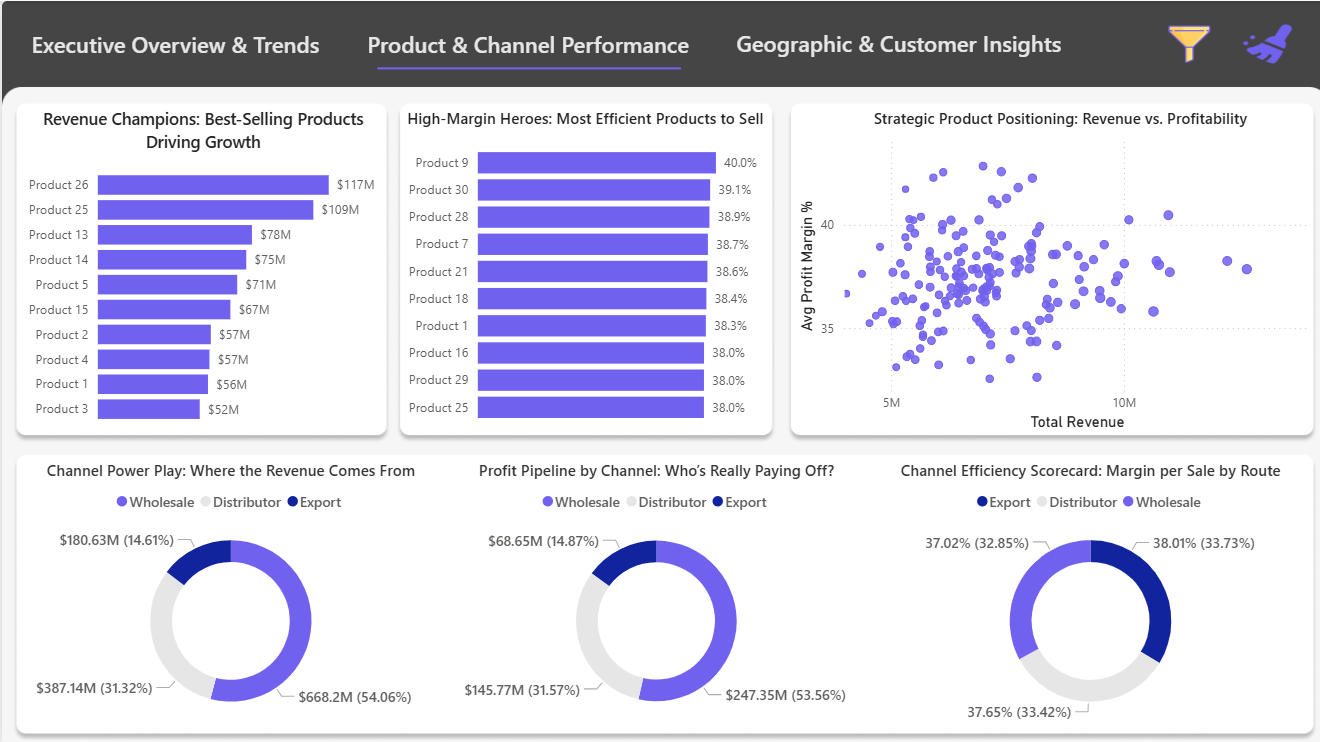 Executive Overview & Trends
Product & Channel Performance
Geographic & Customer Insights
Revenue Champions: Best-Selling Products
Driving Growth
Product 26 $117M
Product 25 $109M
Product 13 $78M
Product 14 $75M
Product 5 $71M
Product 15 $67M
Product 2 $57M
Product 4 $57M
Product 1 $56M
Product 3 $52M
High-Margin Heroes: Most Efficient Products to Sell
Product 9 40.0%
Product 30 39.1%
Product 28 38.9%
Product 7 38.7%
Product 21 38.6%
Product 18 38.4%
Product 1 38.3%
Product 16 38.0%
Product 29 38.0%
Product 25 38.0%
Strategic Product Positioning: Revenue vs. Profitability
Avg Profit Margin %
40
35
5M 10M
Total Revenue
Channel Power Play: Where the Revenue Comes From
Wholesale Distributor Export
$180.63M (14.61%)
$387.14M (31.32%)
$668.2M (54.06%)
Profit Pipeline by Channel: Who's Really Paying Off?
Wholesale Distributor Export
$68.65M (14.87%)
$145.77M (31.57%)
$247.35M (53.56%)
Channel Efficiency Scorecard: Margin per Sale by Route
Export Distributor Wholesale
37.02% (32.85%)
38.01% (33.73%)
37.65% (33.42%)